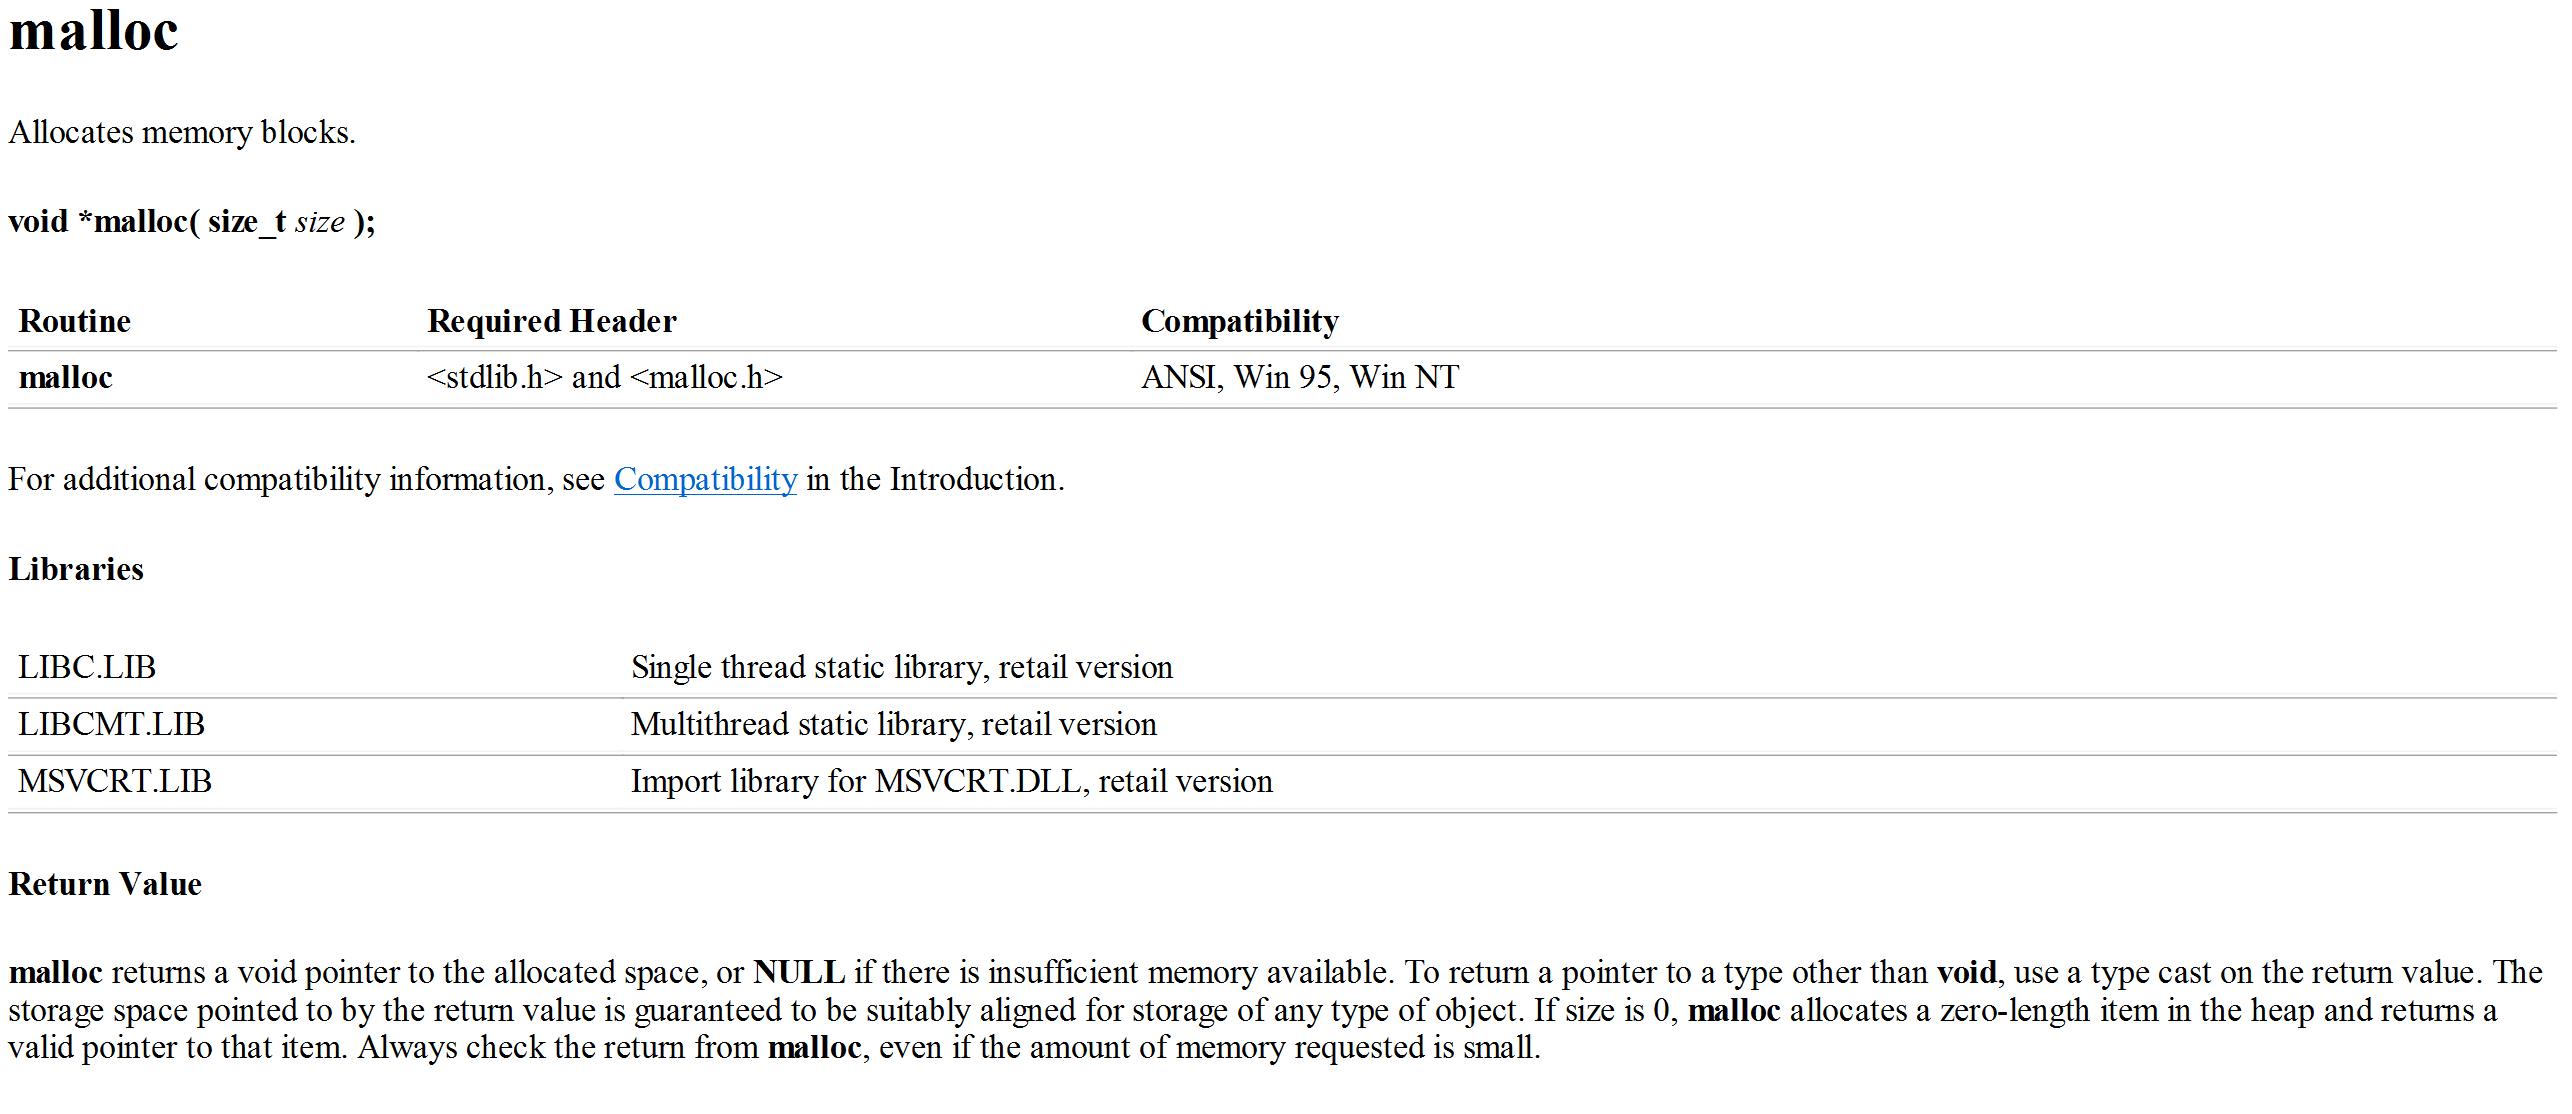 malloc
Allocates memory blocks.
void *malloc( size_t size );
Routine Required Header Compatibility
malloc <stdlib.h> and <malloc.h> ANSI, Win 95, Win NT
For additional compatibility information, see Compatibility in the Introduction.
Libraries
LIBC.LIB Single thread static library, retail version
LIBCMT.LIB Multithread static library, retail version
MSVCRT.LIB Import library for MSVCRT.DLL, retail version
Return Value
malloc returns a void pointer to the allocated space, or NULL if there is insufficient memory available. To return a pointer to a type other than void, use a type cast on the return value. The
storage space pointed to by the return value is guaranteed to be suitably aligned for storage of any type of object. If size is 0, malloc allocates a zero-length item in the heap and returns a
valid pointer to that item. Always check the return from malloc, even if the amount of memory requested is small.